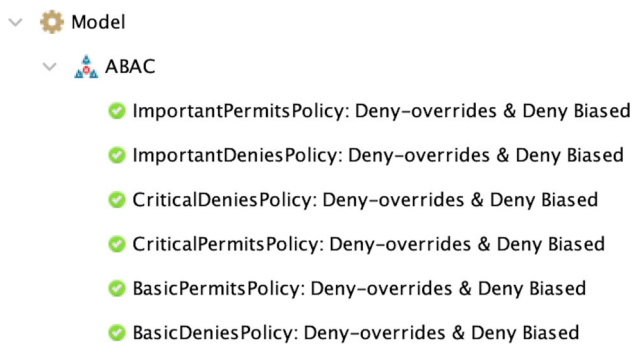 Model
ABAC
ImportantPermitsPolicy: Deny-overrides & Deny Biased
ImportantDeniesPolicy: Deny-overrides & Deny Biased
CriticalDeniesPolicy: Deny-overrides & Deny Biased
CriticalPermitsPolicy: Deny-overrides & Deny Biased
BasicPermitsPolicy: Deny-overrides & Deny Biased
BasicDeniesPolicy: Deny-overrides & Deny Biased